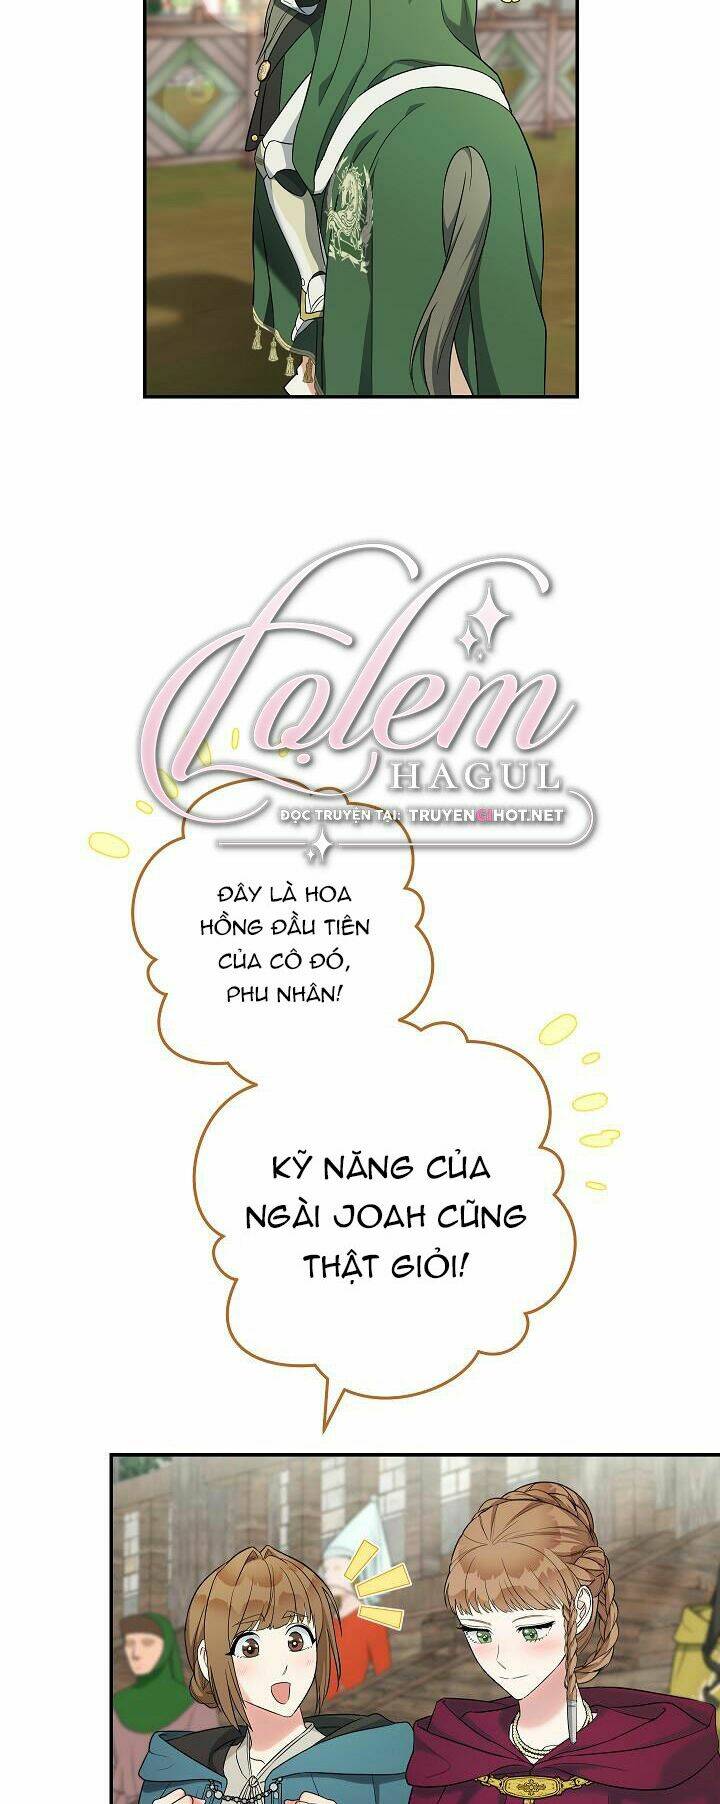 Lọlem
HAGUL
ĐỌC TRUYỆN TẠI: TRUYENGIHOT.NET
ĐÂY LÀ HOA
HỒNG ĐẦU TIÊN
CỦA CÔ ĐÓ,
PHU NHÂN!
KỸ NĂNG CỦA
NGÀI JOAH CŨNG
THẬT GIỎI!